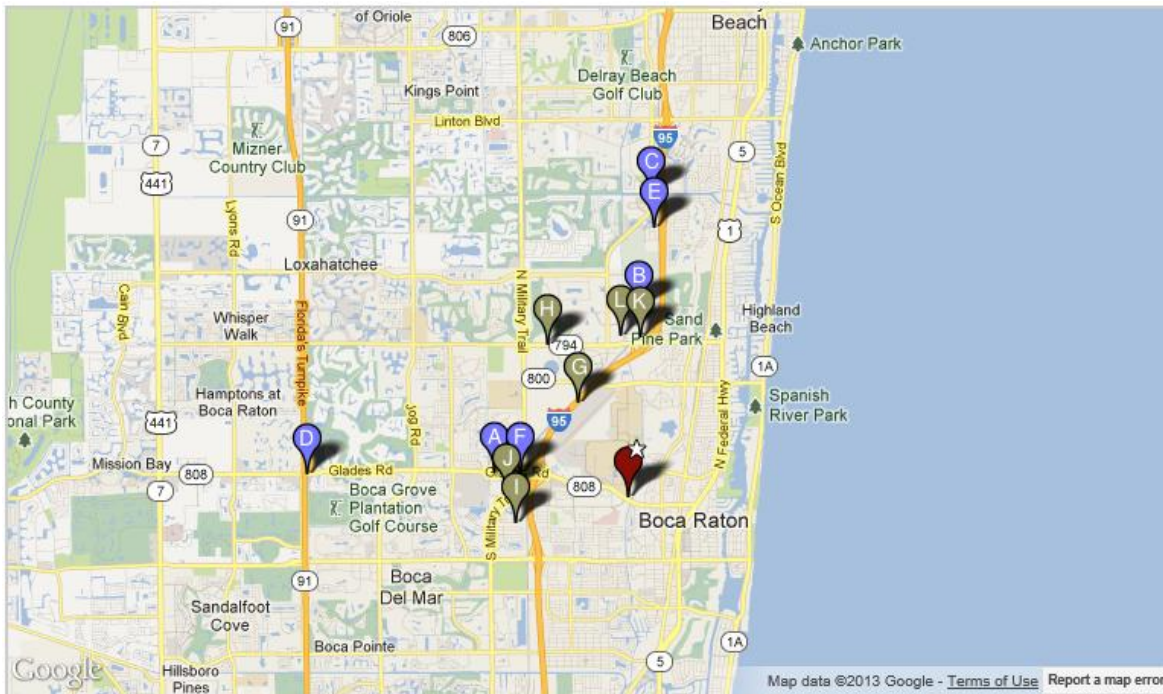 91
of Oriole
Beach
806
Anchor Park
Delray Beach
Golf Club
Kings Point
Linton Blvd
95
7
Mizner
Country Club
C
5
441
E
Lyons Rd
91
S Ocean Blvd
1
Loxahatchee
B
N Military Trail
Cain Blvd
Florida's Turnpike
H
L
K
Whisper
Walk
Sand
Pine Park
Highland
Beach
794
G
1A
800
Hamptons at
Boca Raton
Jog Rd
Spanish
River Park
h County
onal Park
441
95
N Federal Hwy
D
A
F
Mission Bay
808
Glades Rd
J
7
I
808
Boca Grove
Plantation
Golf Course
Boca Raton
S Military
91
Boca
Del Mar
Sandalfoot
Cove
Boca Pointe
1A
5
Google
Hillsboro
Pines
Map data ©2013 Google - Terms of Use Report a map error